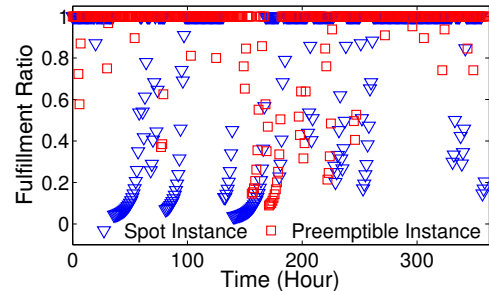 1
0.8
0.6
0.4
0.2
0
Fulfillment Ratio
Spot Instance
Preemptible Instance
0
100
200
300
Time (Hour)